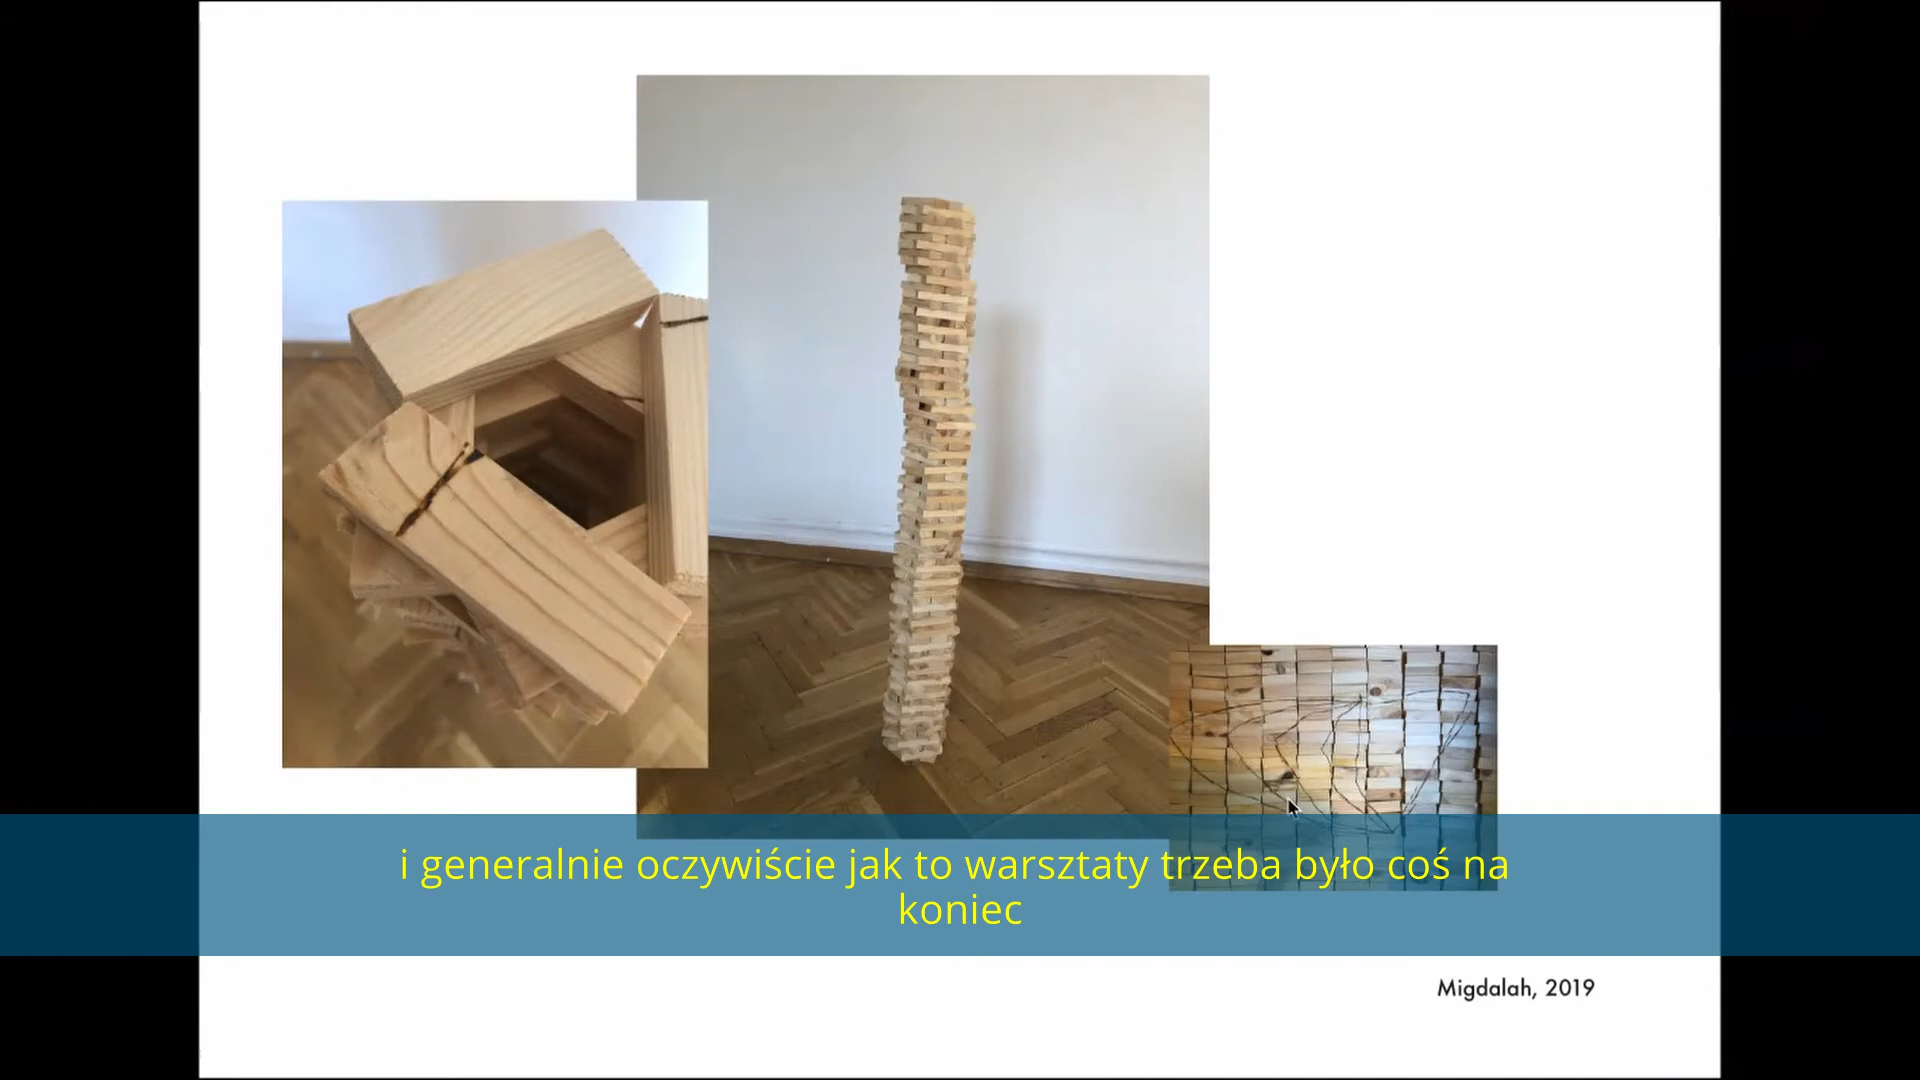 i generalnie oczywiście jak to warsztaty trzeba było coś na
koniec
Migdalah, 2019